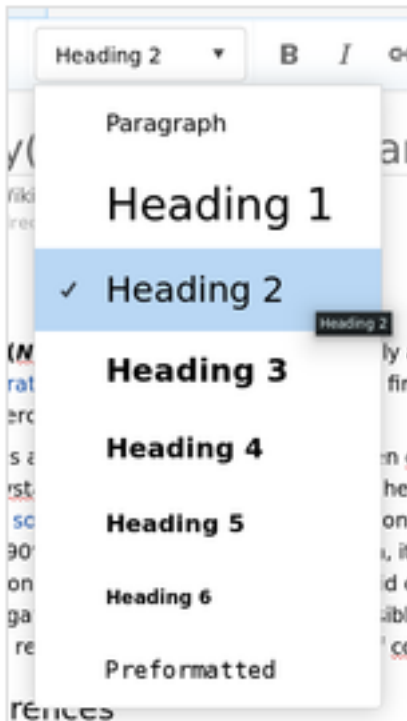 Heading 2 ▼ B I
Paragraph
Heading 1
✓ Heading 2
Heading 2
Heading 3
Heading 4
Heading 5
Heading 6
Preformatted
rences